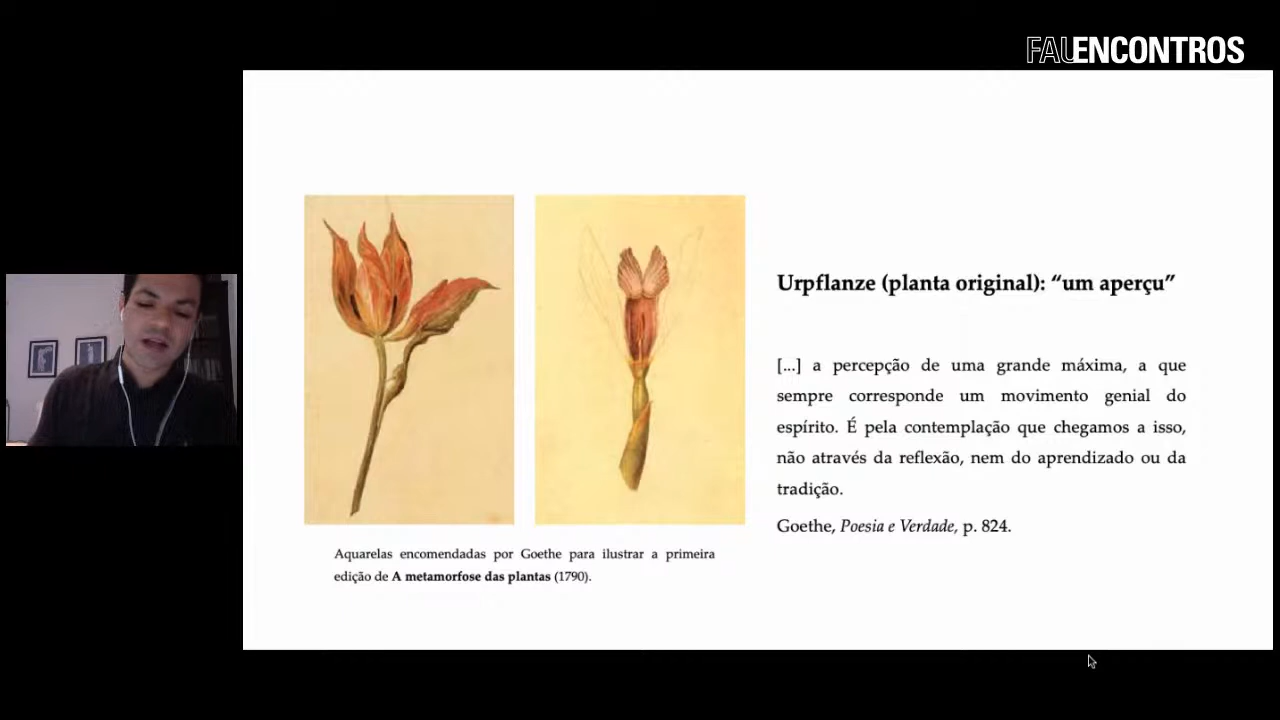 FAUENCONTROS
Urpflanze (planta original): “um aperçu”
[...] a percepção de uma grande máxima, a que
sempre corresponde um movimento genial do
espírito. É pela contemplação que chegamos a isso,
não através da reflexão, nem do aprendizado ou da
tradição.
Goethe, Poesia e Verdade, p. 824.
Aquarelas encomendadas por Goethe para ilustrar a primeira
edição de A metamorfose das plantas (1790).